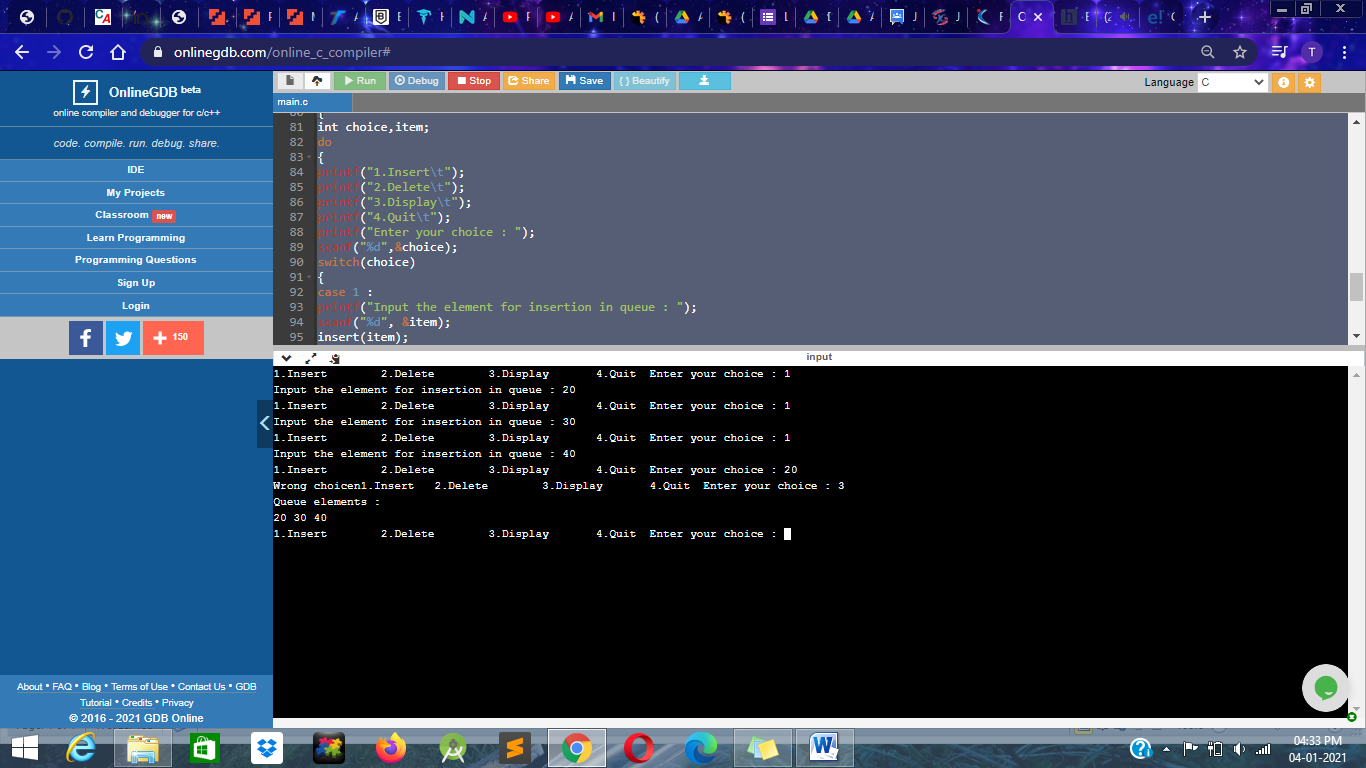 onlinegdb.com/online_c_compiler#
T
OnlineGDB beta
online compiler and debugger for c/c++
code. compile. run. debug. share.
IDE
My Projects
Classroom new
Learn Programming
Programming Questions
Sign Up
Login
150
About • FAQ • Blog • Terms of Use • Contact Us • GDB
Tutorial • Credits • Privacy
© 2016 - 2021 GDB Online
Run Debug Stop Share Save { } Beautify
Language C
main.c
81 int choice,item;
82 do
83 {
84 printf("1.Insert\t");
85 printf("2.Delete\t");
86 printf("3.Display\t");
87 printf("4.Quit\t");
88 printf("Enter your choice : ");
89 scanf("%d",&choice);
90 switch(choice)
91 {
92 case 1 :
93 printf("Input the element for insertion in queue : ");
94 scanf("%d", &item);
95 insert(item);
input
1.Insert 2.Delete 3.Display 4.Quit Enter your choice : 1
Input the element for insertion in queue : 20
1.Insert 2.Delete 3.Display 4.Quit Enter your choice : 1
Input the element for insertion in queue : 30
1.Insert 2.Delete 3.Display 4.Quit Enter your choice : 1
Input the element for insertion in queue : 40
1.Insert 2.Delete 3.Display 4.Quit Enter your choice : 20
Wrong choicen1.Insert 2.Delete 3.Display 4.Quit Enter your choice : 3
Queue elements :
20 30 40
1.Insert 2.Delete 3.Display 4.Quit Enter your choice :
04:33 PM
04-01-2021